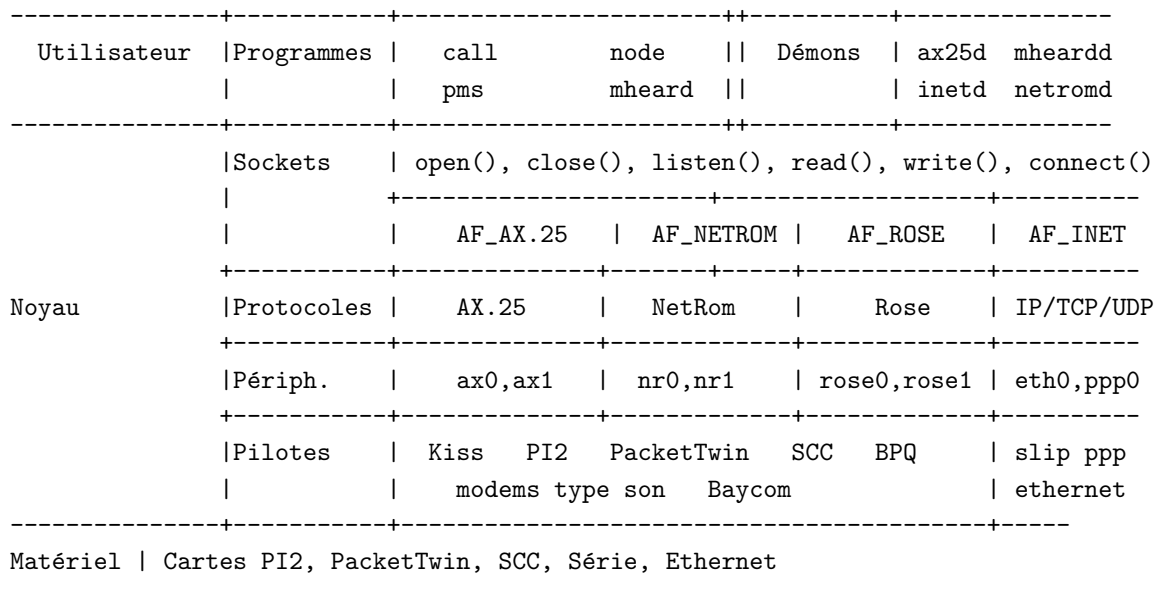 ---------------+-----------+-----------------------++----------+---------------
  Utilisateur  |Programmes |   call        node    ||  Démons  | ax25d  mheardd
               |           |   pms         mheard  ||          | inetd  netromd
---------------+-----------+-----------------------++----------+---------------
               |Sockets    | open(), close(), listen(), read(), write(), connect()
               |           +----------------------+-------------------+----------
               |           |    AF_AX.25   |  AF_NETROM |   AF_ROSE   |  AF_INET
               +-----------+--------------+-------+-----+-------------+----------
Noyau          |Protocoles |    AX.25     |   NetRom    |     Rose    | IP/TCP/UDP
               +-----------+--------------+-------------+-------------+----------
               |Périph.    |    ax0,ax1   |  nr0,nr1    | rose0,rose1 | eth0,ppp0
               +-----------+--------------+-------------+-------------+----------
               |Pilotes    |  Kiss   PI2   PacketTwin   SCC   BPQ     | slip ppp
               |           |    modems type son   Baycom              | ethernet
---------------+-----------+------------------------------------------+-----
Matériel | Cartes PI2, PacketTwin, SCC, Série, Ethernet